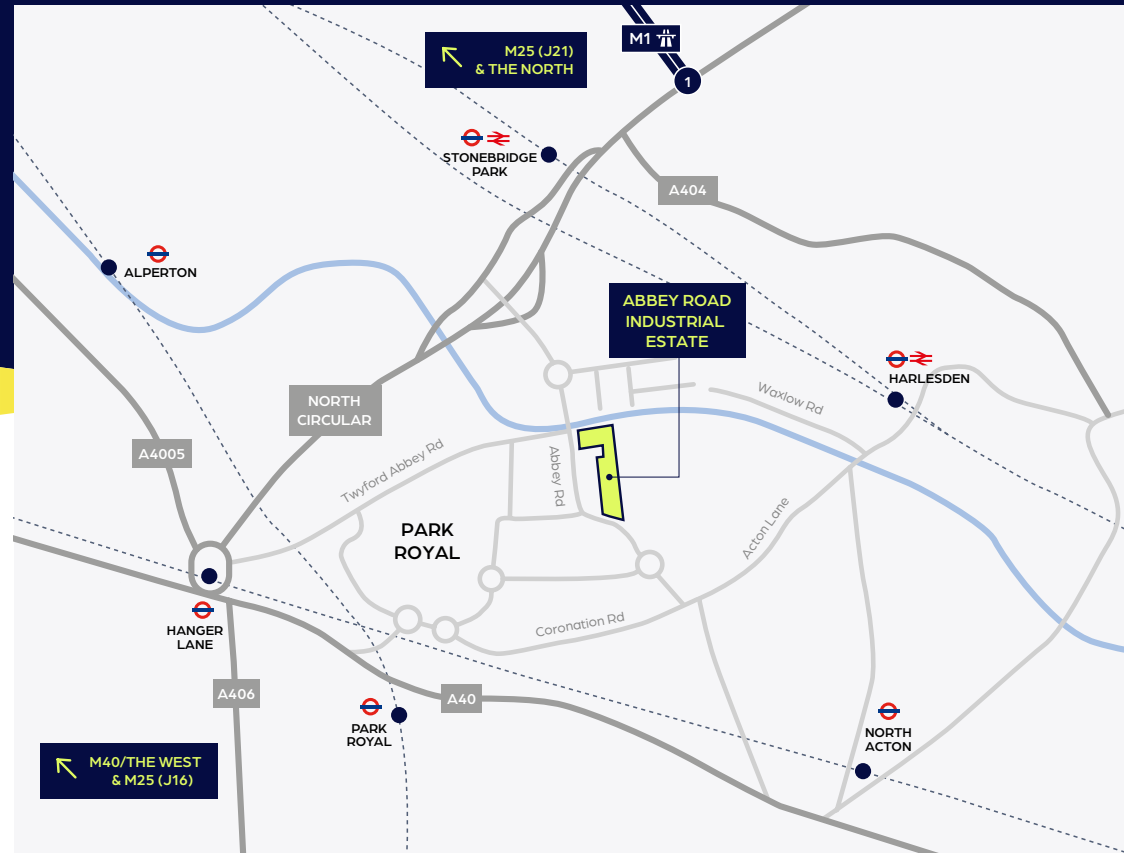 M25 (J21)
& THE NORTH
M1
1
STONEBRIDGE
PARK
A404
ALPERTON
ABBEY ROAD
INDUSTRIAL
ESTATE
HARLESDEN
NORTH
CIRCULAR
Waxlow Rd
A4005
Twyford Abbey Rd
Abbey Rd
PARK
ROYAL
Acton Lane
HANGER
LANE
Coronation Rd
A406
A40
PARK
ROYAL
NORTH
ACTON
M40/THE WEST
& M25 (J16)